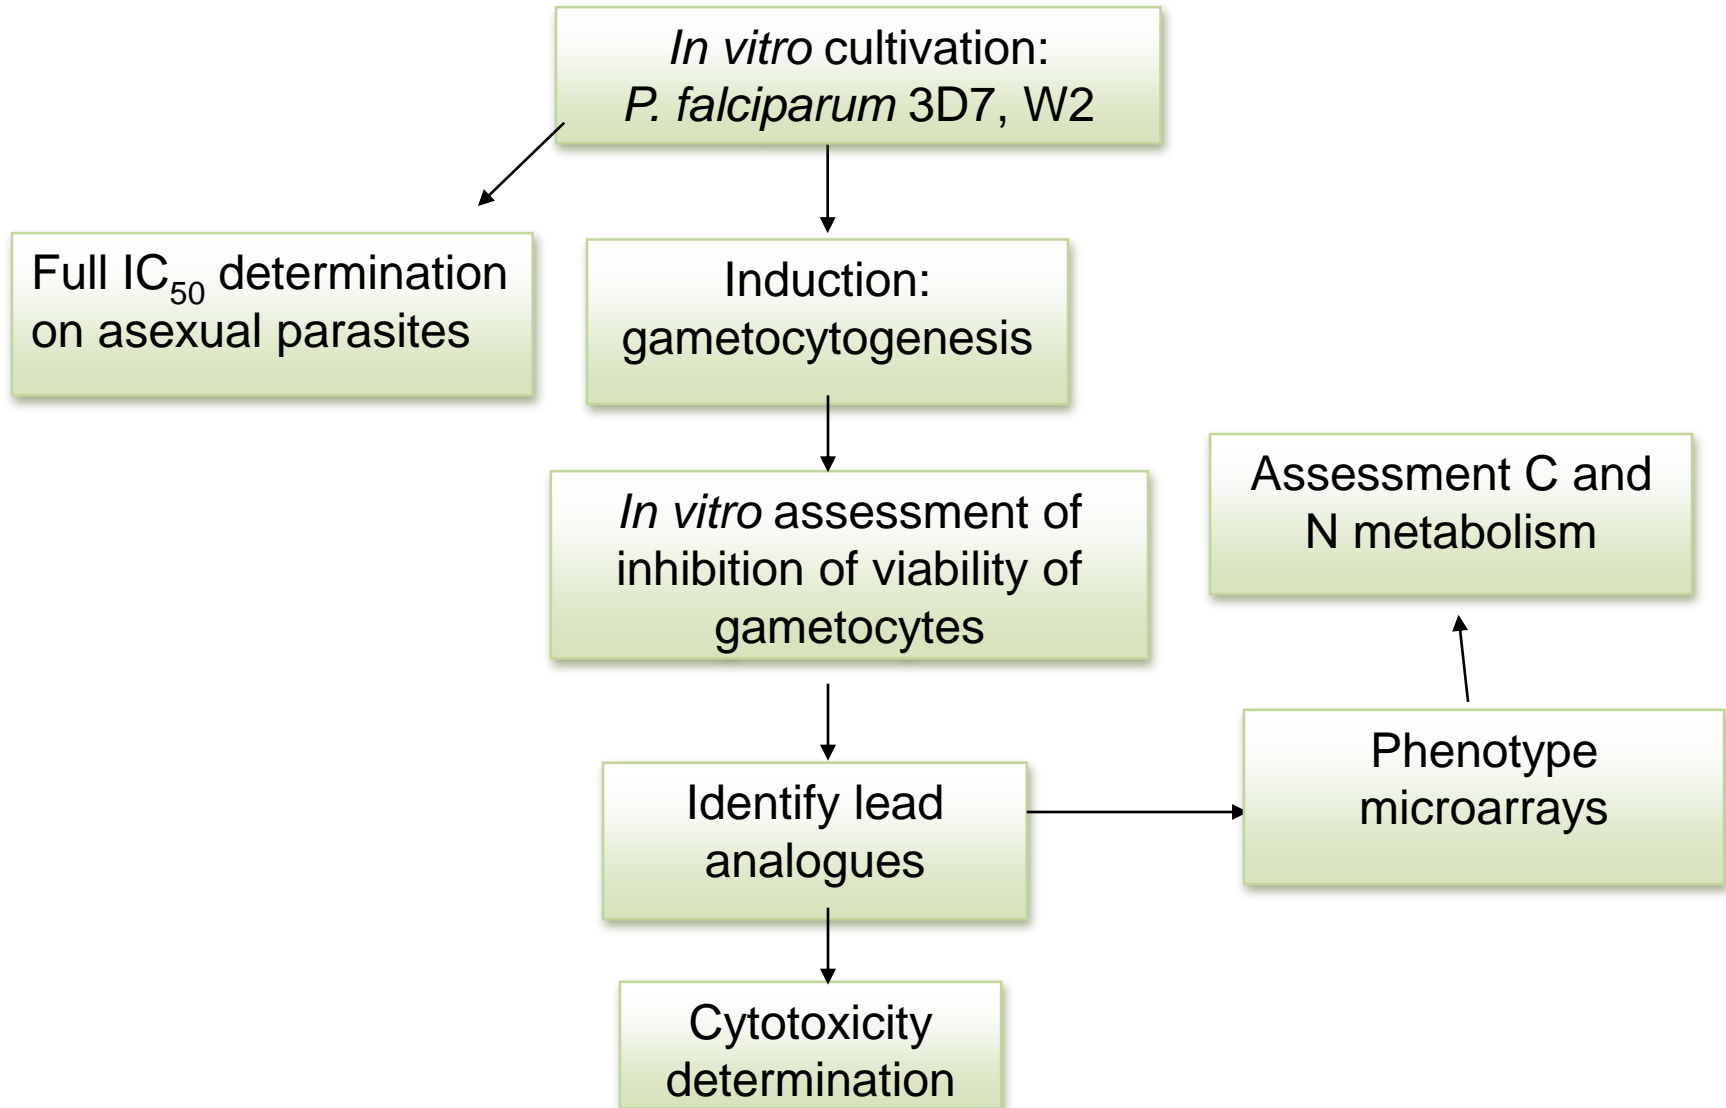 In vitro cultivation:
P. falciparum 3D7, W2
Full IC50 determination
on asexual parasites
Induction:
gametocytogenesis
In vitro assessment of
inhibition of viability of
gametocytes
Assessment C and
N metabolism
Identify lead
analogues
Phenotype
microarrays
Cytotoxicity
determination